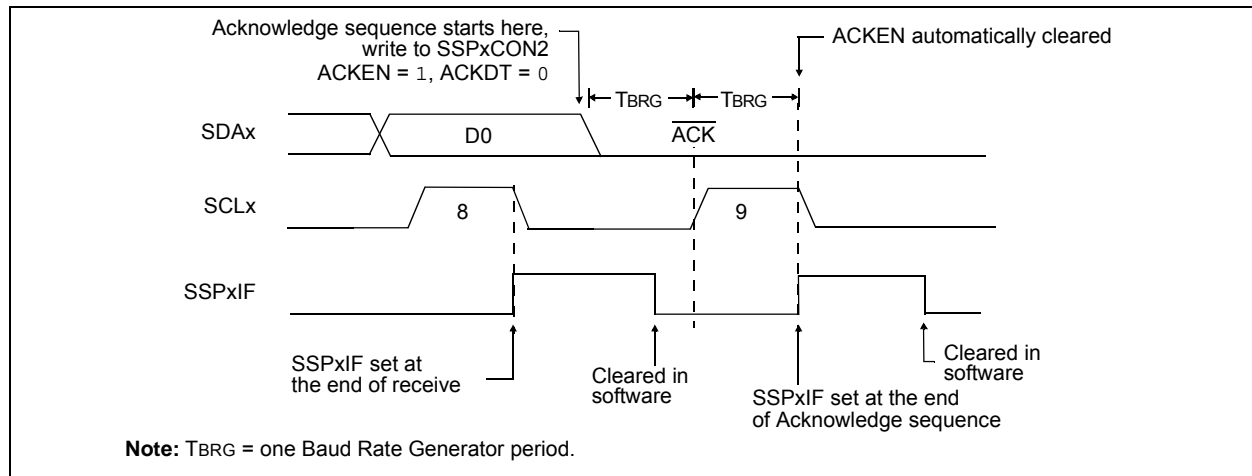 Acknowledge sequence starts here,
write to SSPxCON2
ACKEN = 1, ACKDT = 0
ACKEN automatically cleared
TBRG
TBRG
SDAx
D0
ACK
SCLx
8
9
SSPxIF
SSPxIF set at
the end of receive
Cleared in
software
SSPxIF set at the end
of Acknowledge sequence
Cleared in
software
Note: TBRG = one Baud Rate Generator period.